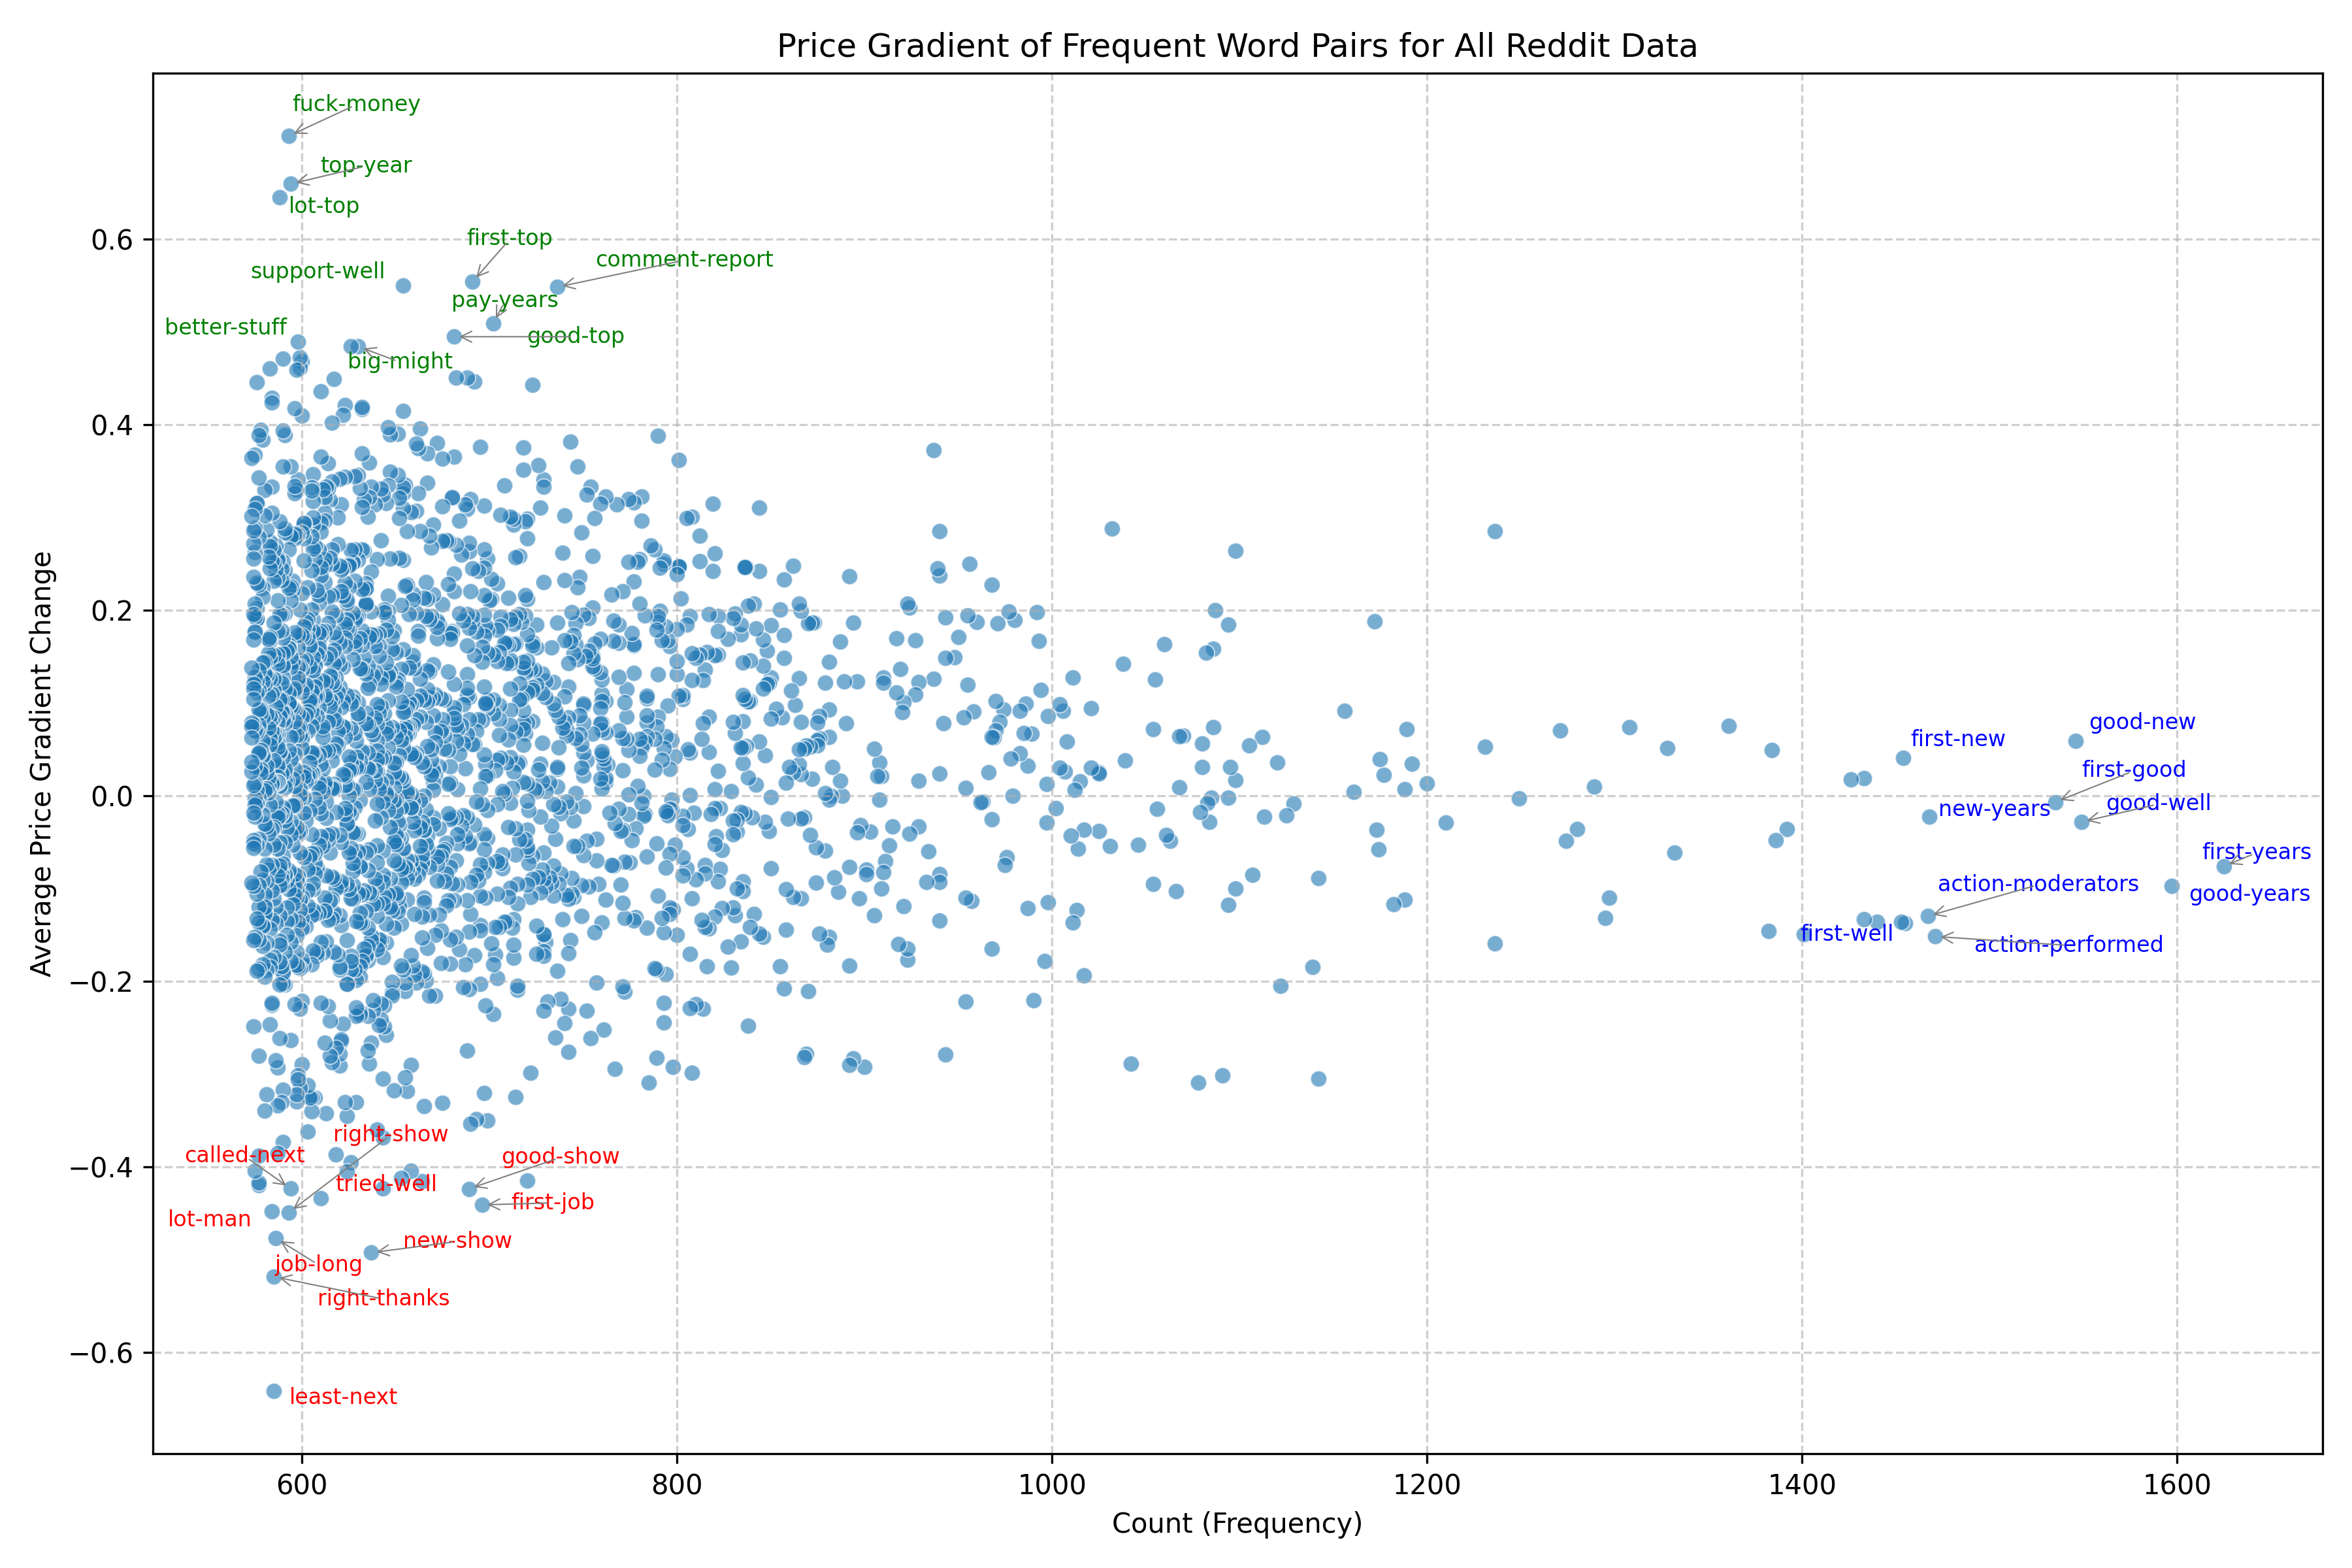 Price Gradient of Frequent Word Pairs for All Reddit Data
fuck-money
top-year
lot-top
first-top
comment-report
support-well
pay-years
better-stuff
good-top
big-might
good-new
first-new
first-good
new-years
good-well
first-years
action-moderators
good-years
first-well
action-performed
right-show
called-next
good-show
tried-well
first-job
lot-man
new-show
job-long
right-thanks
least-next
0.6
0.4
0.2
0.0
−0.2
−0.4
−0.6
Average Price Gradient Change
600
800
1000
1200
1400
1600
Count (Frequency)